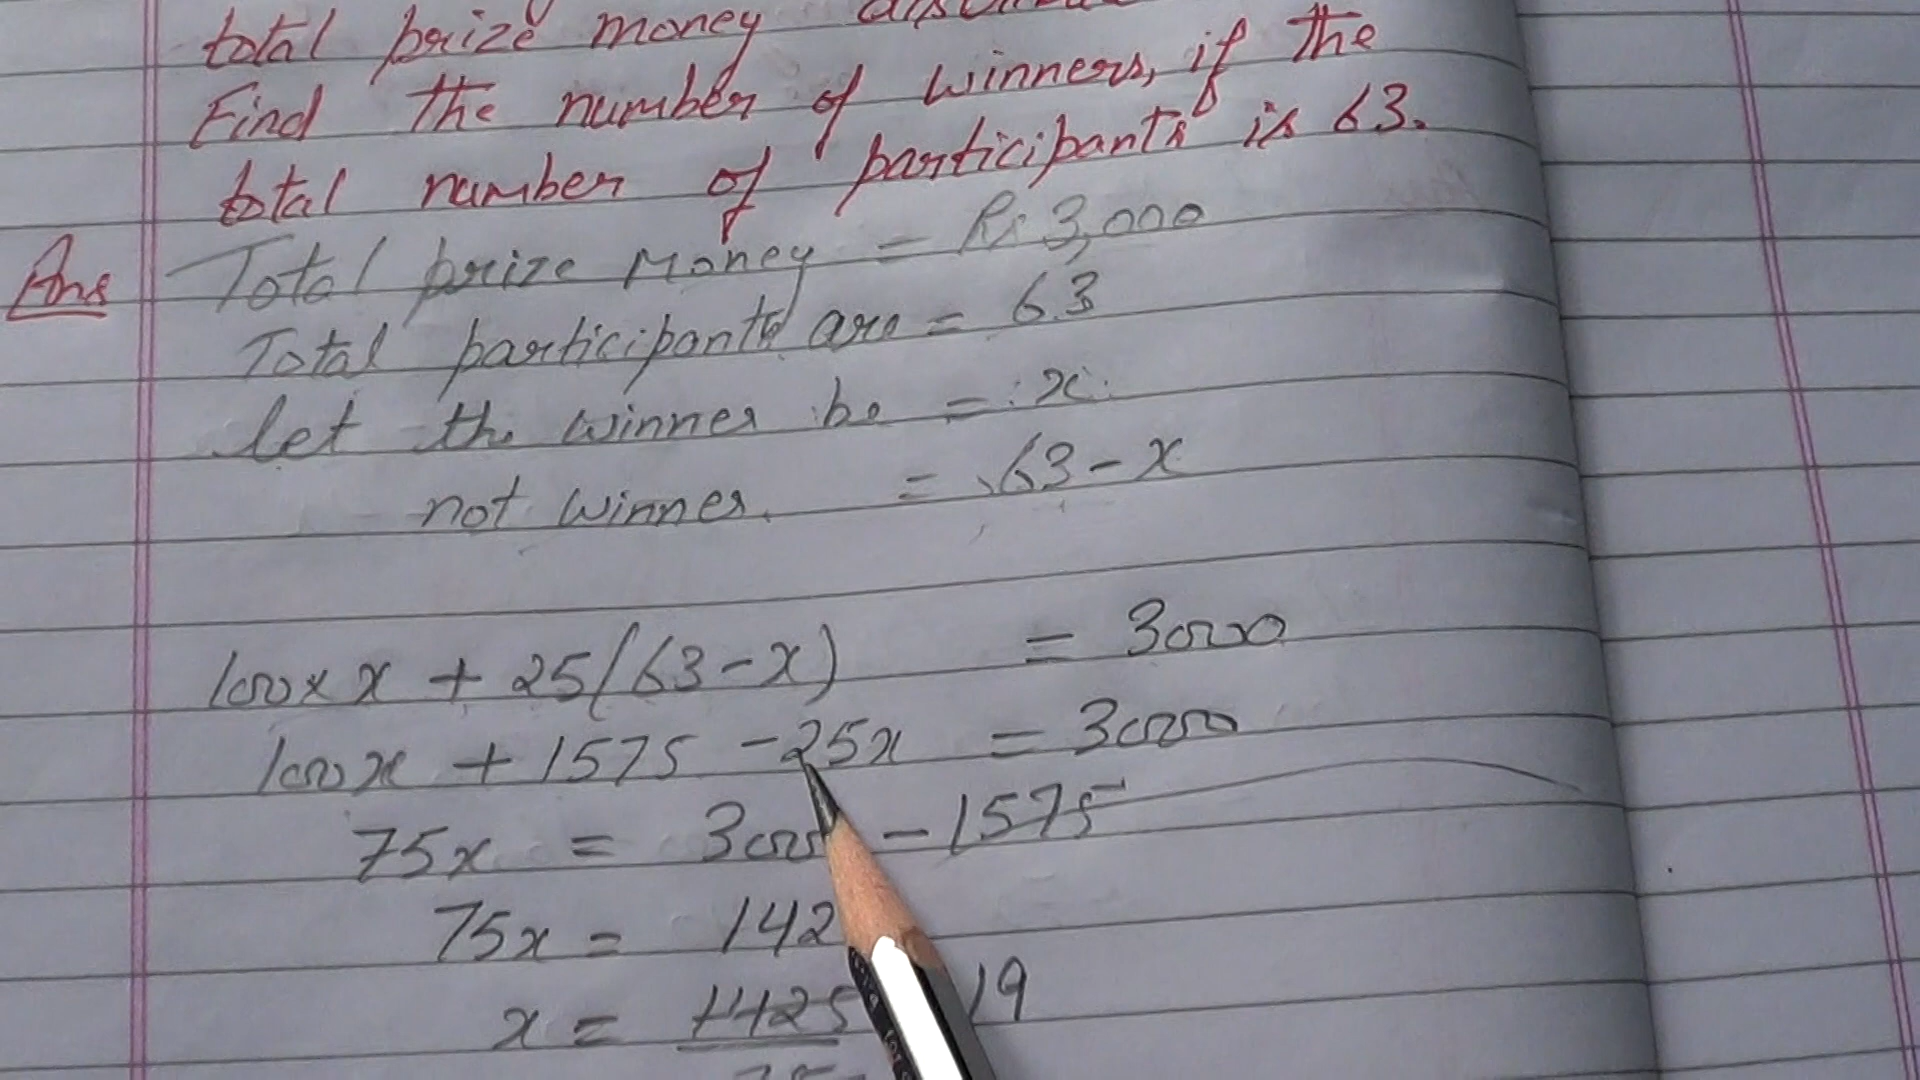 total prize money
Find the number of winners, if the
total number of participants is 63.
Ans Total prize Money = Rs 3,000
Total participants are = 63
Let the winner be = x.
not winner. = 63 - x
100 × x + 25(63 - x) = 3000
100x + 1575 - 25x = 3000
75x = 3000 - 1575
75x = 142
x = 1425 19
75